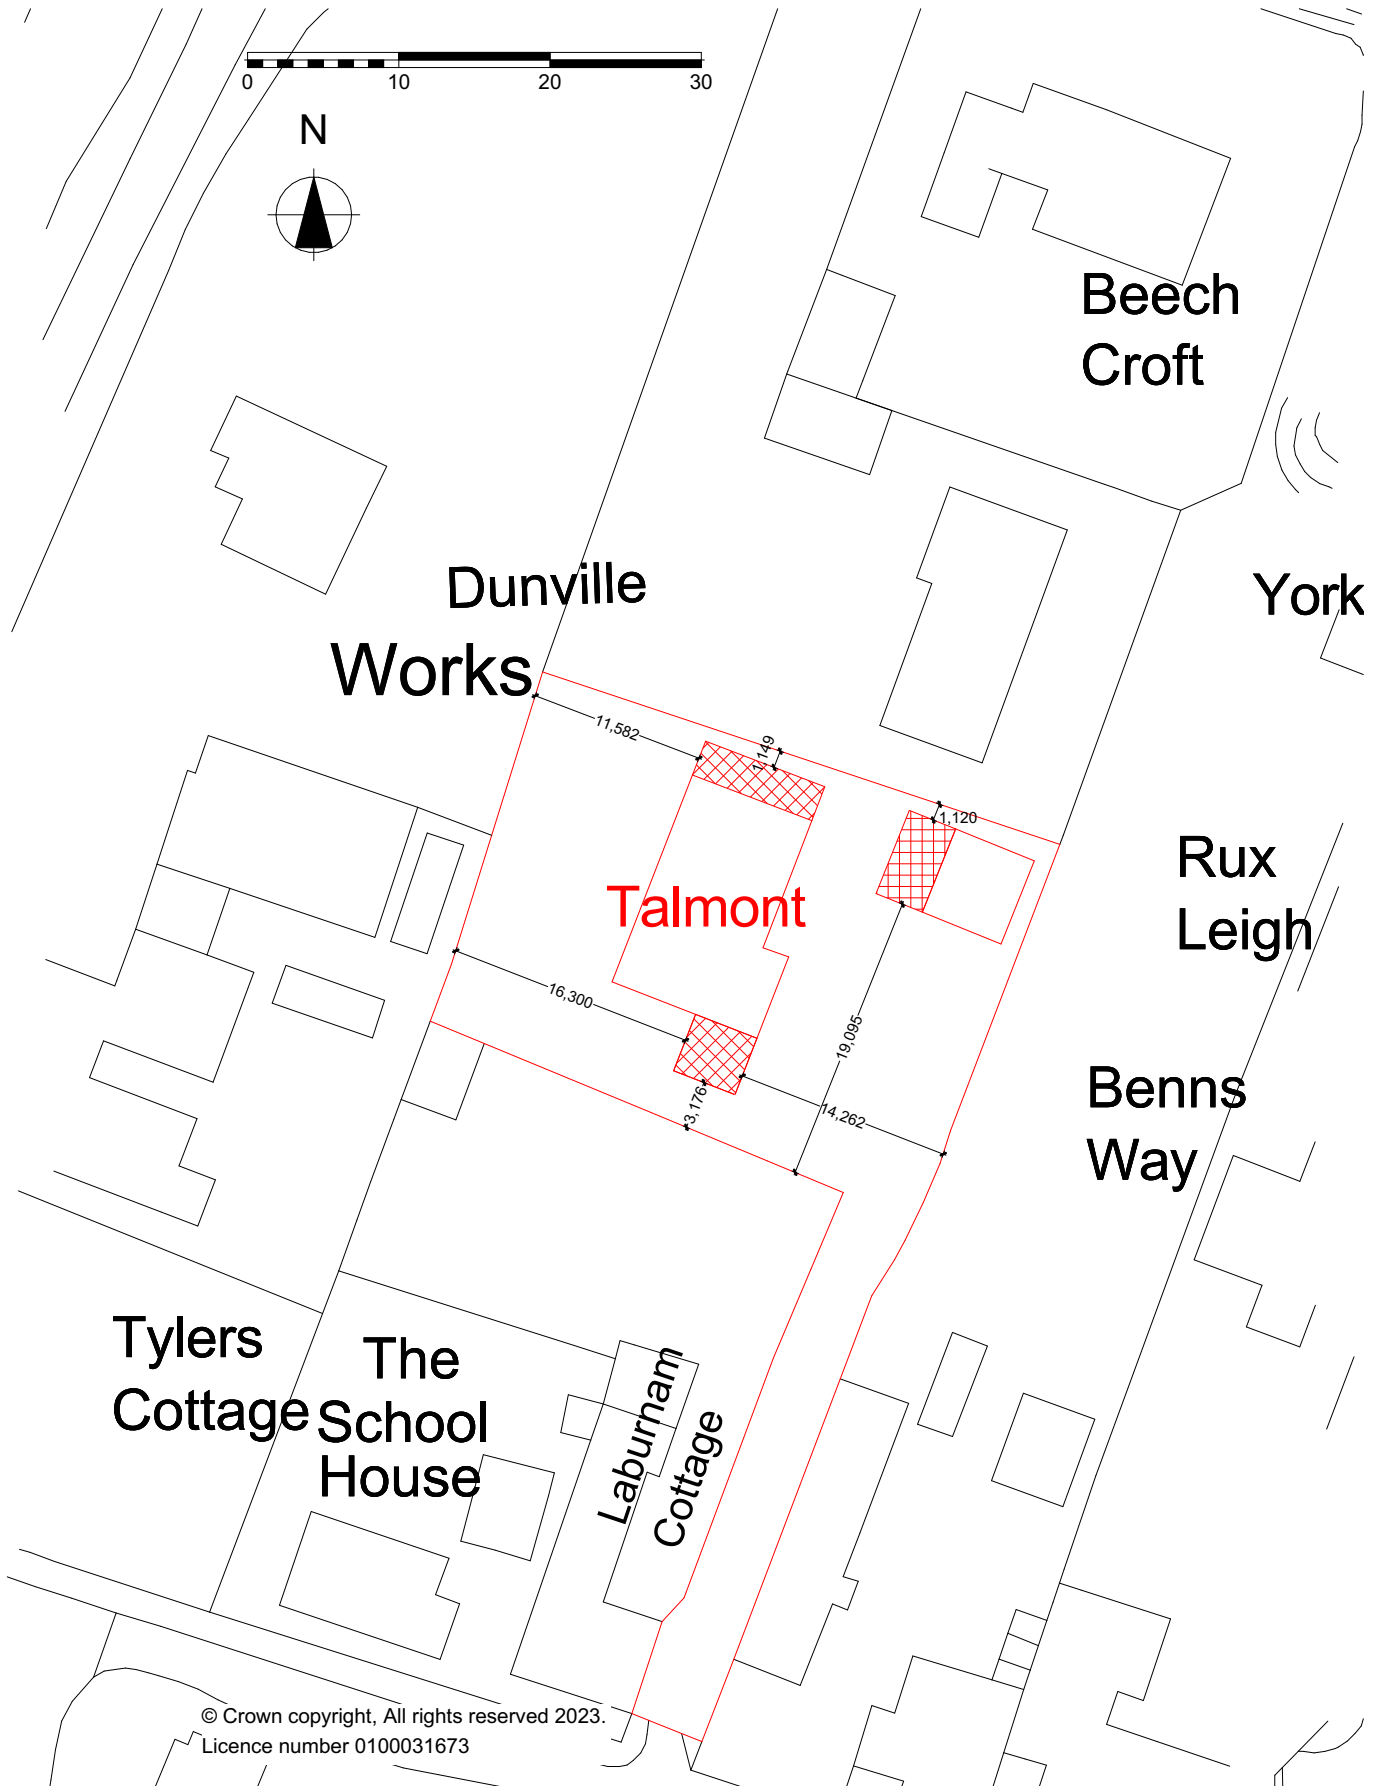 0 10 20 30
N
Beech
Croft
Dunville
York
Works
11,582
1,149
1,120
Rux
Leigh
Talmont
16,300
19,095
3,176
14,262
Benns
Way
Tylers
Cottage
The
School
House
Laburnam
Cottage
© Crown copyright, All rights reserved 2023.
Licence number 0100031673